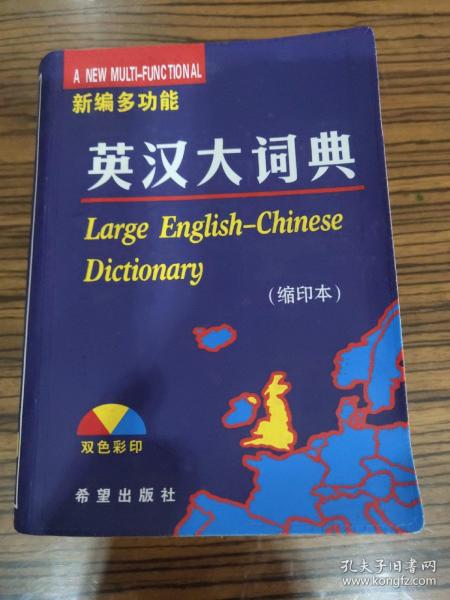 A NEW MULTI-FUNCTIONAL
新编多功能
英汉大词典
Large English-Chinese
Dictionary
(缩印本)
双色彩印
希望出版社
孔夫子旧书网
www.kongfz.com